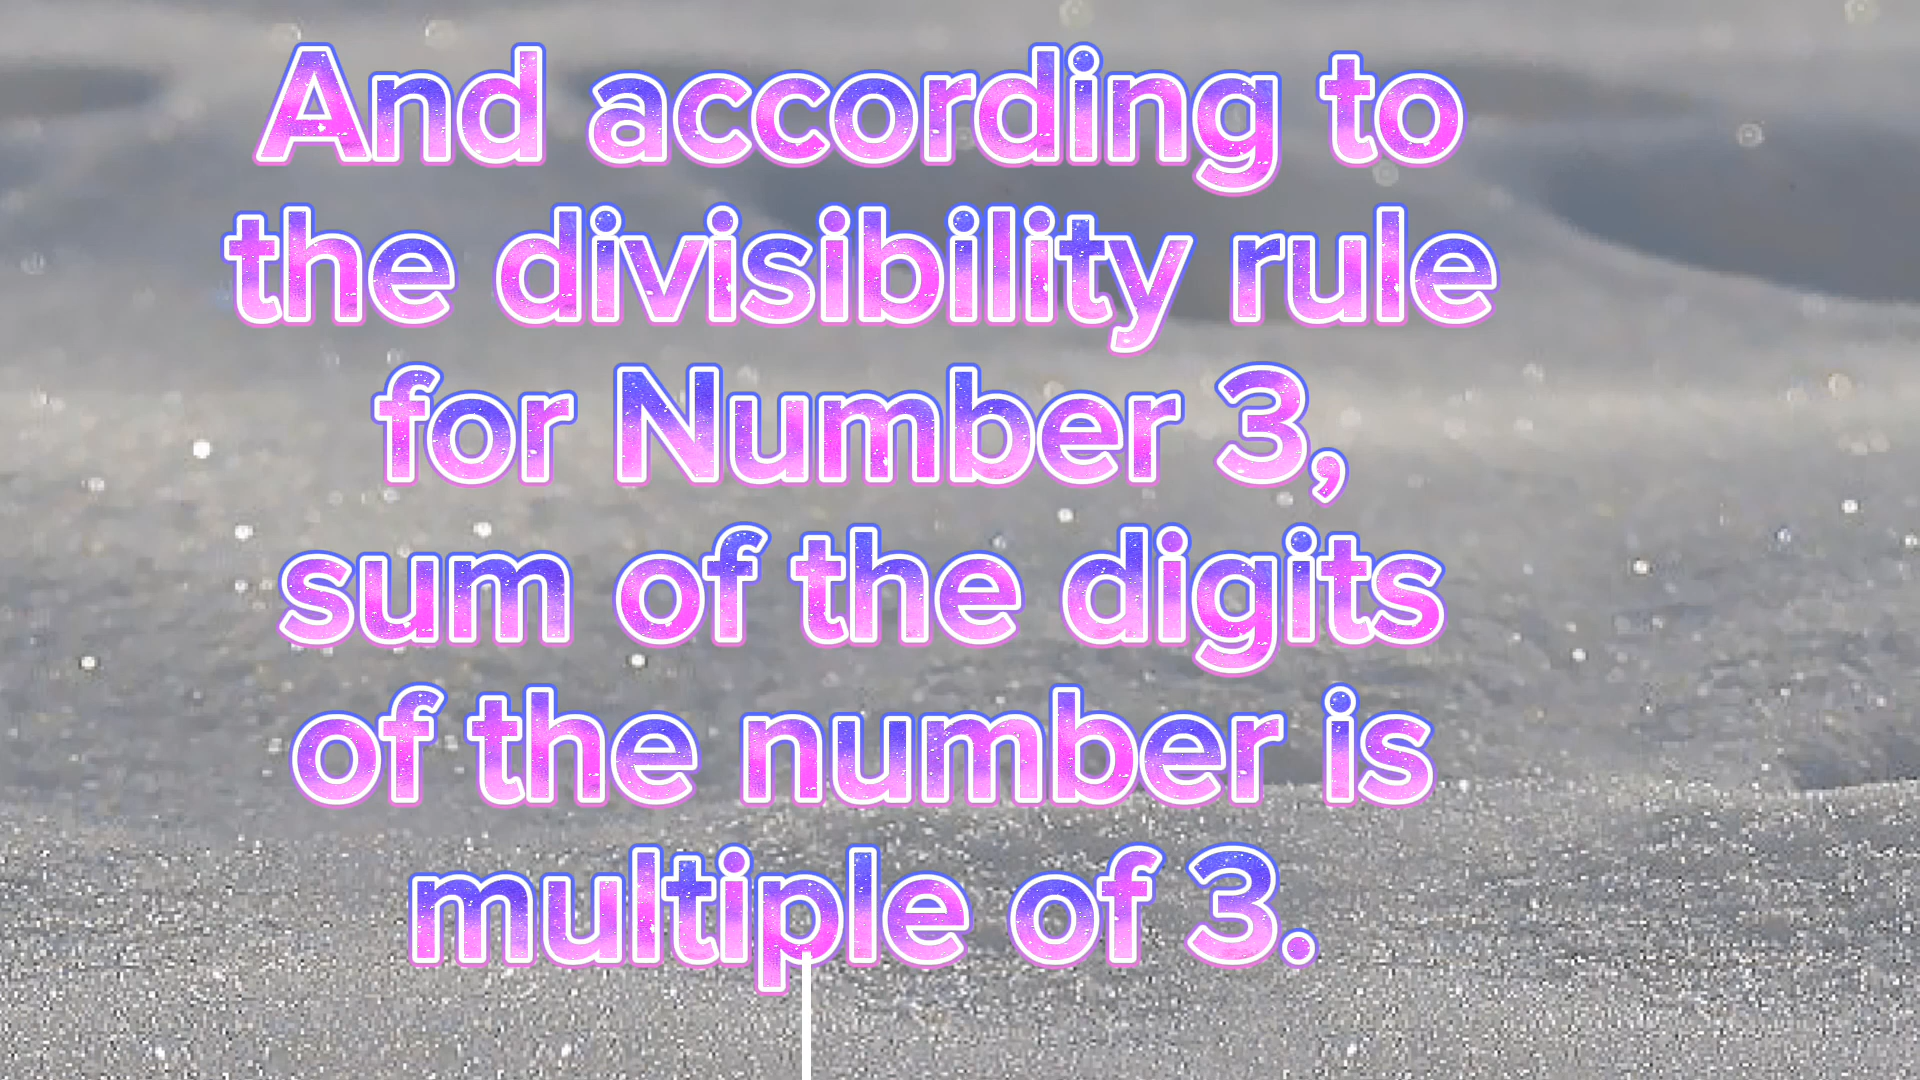 And according to
the divisibility rule
for Number 3,
sum of the digits
of the number is
multiple of 3.